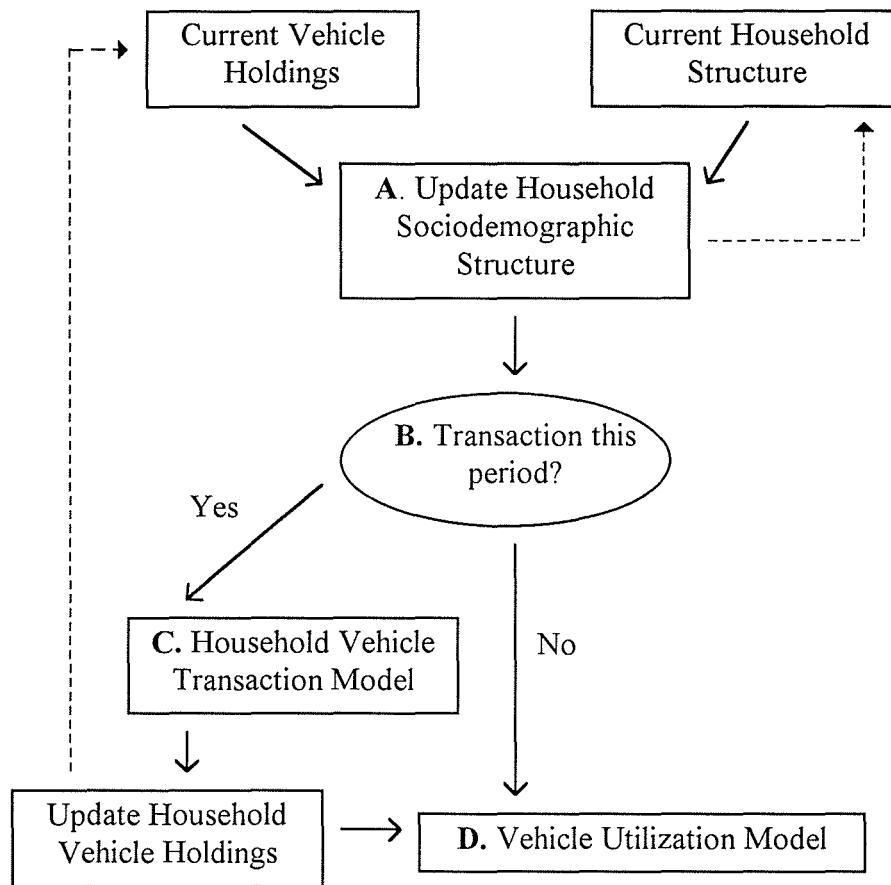 Current Vehicle
Holdings
Current Household
Structure
A. Update Household
Sociodemographic
Structure
B. Transaction this
period?
Yes
No
C. Household Vehicle
Transaction Model
Update Household
Vehicle Holdings
D. Vehicle Utilization Model